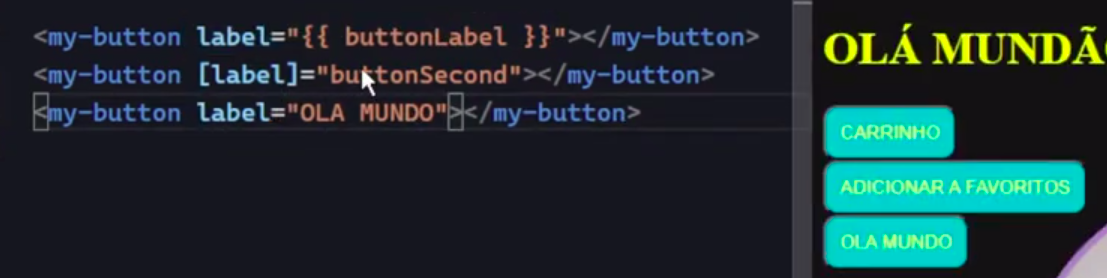 <my-button label="{{ buttonLabel }}"></my-button>
<my-button [label]="buttonSecond"></my-button>
<my-button label="OLA MUNDO"></my-button>
OLÁ MUNDÃ
CARRINHO
ADICIONAR A FAVORITOS
OLA MUNDO